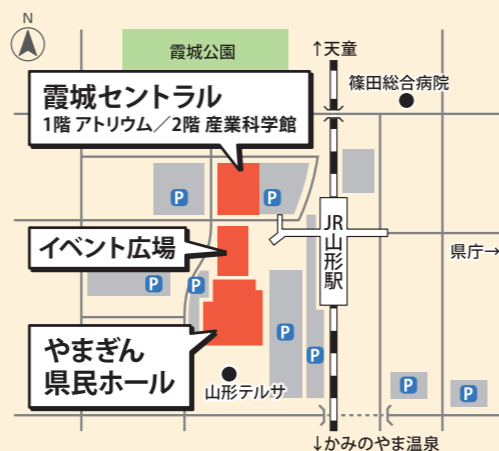 N
霞城公園
↑天童
篠田総合病院
霞城セントラル
1階 アトリウム／2階 産業科学館
P
P
JR山形駅
県庁→
イベント広場
P
P
やまぎん
県民ホール
P
P
山形テルサ
P
P
↓かみのやま温泉